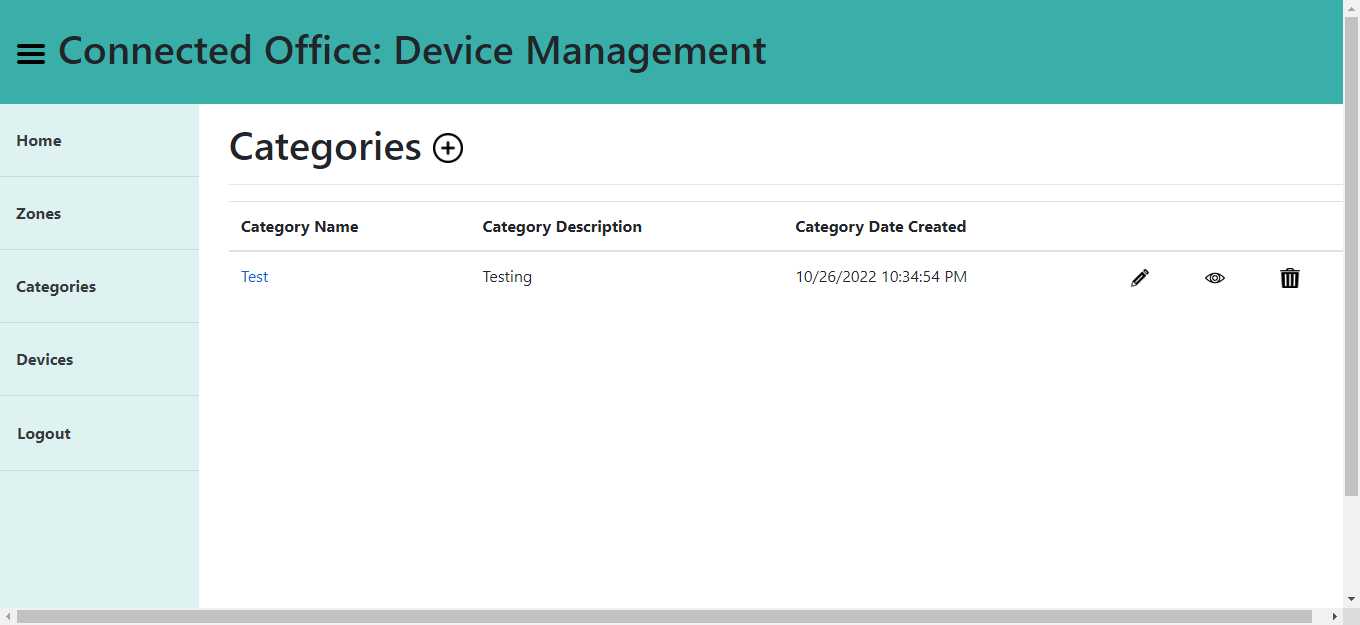 Connected Office: Device Management
Home
Zones
Categories
Devices
Logout
Categories
Category Name Category Description Category Date Created
Test Testing 10/26/2022 10:34:54 PM